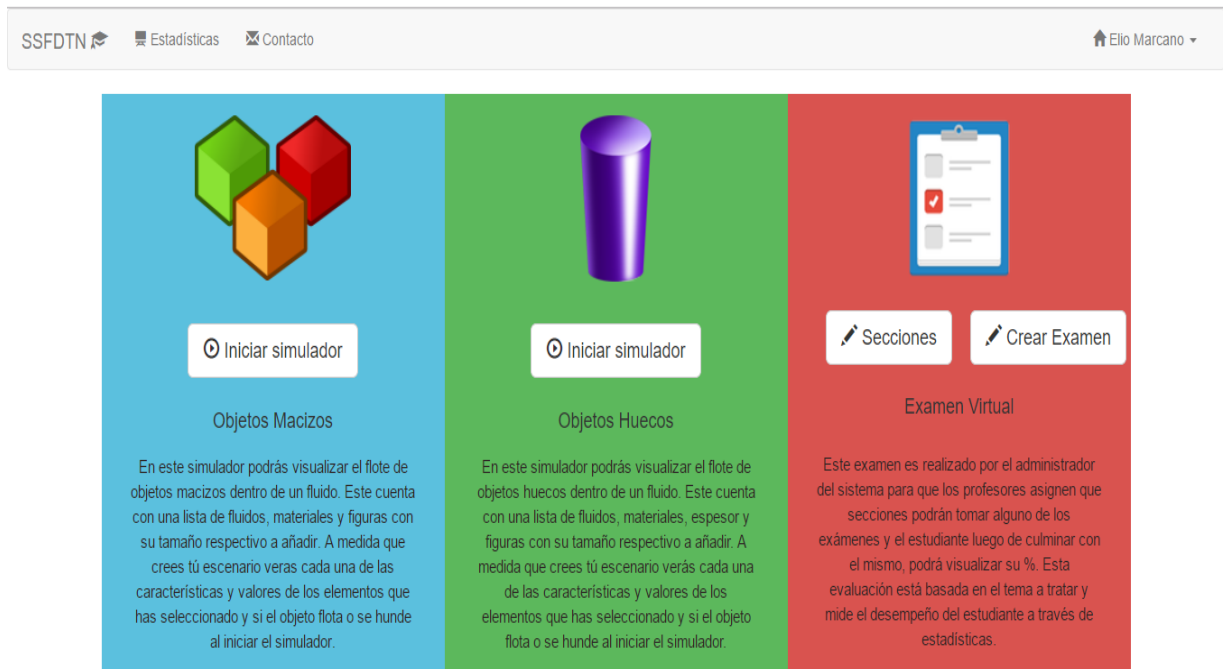 SSFDTN Estadísticas Contacto Elio Marcano
Iniciar simulador
Objetos Macizos
En este simulador podrás visualizar el flote de
objetos macizos dentro de un fluido. Este cuenta
con una lista de fluidos, materiales y figuras con
su tamaño respectivo a añadir. A medida que
crees tú escenario veras cada una de las
características y valores de los elementos que
has seleccionado y si el objeto flota o se hunde
al iniciar el simulador.
Iniciar simulador
Objetos Huecos
En este simulador podrás visualizar el flote de
objetos huecos dentro de un fluido. Este cuenta
con una lista de fluidos, materiales, espesor y
figuras con su tamaño respectivo a añadir. A
medida que crees tú escenario verás cada una
de las características y valores de los
elementos que has seleccionado y si el objeto
flota o se hunde al iniciar el simulador.
Secciones Crear Examen
Examen Virtual
Este examen es realizado por el administrador
del sistema para que los profesores asignen que
secciones podrán tomar alguno de los
exámenes y el estudiante luego de culminar con
el mismo, podrá visualizar su %. Esta
evaluación está basada en el tema a tratar y
mide el desempeño del estudiante a través de
estadísticas.